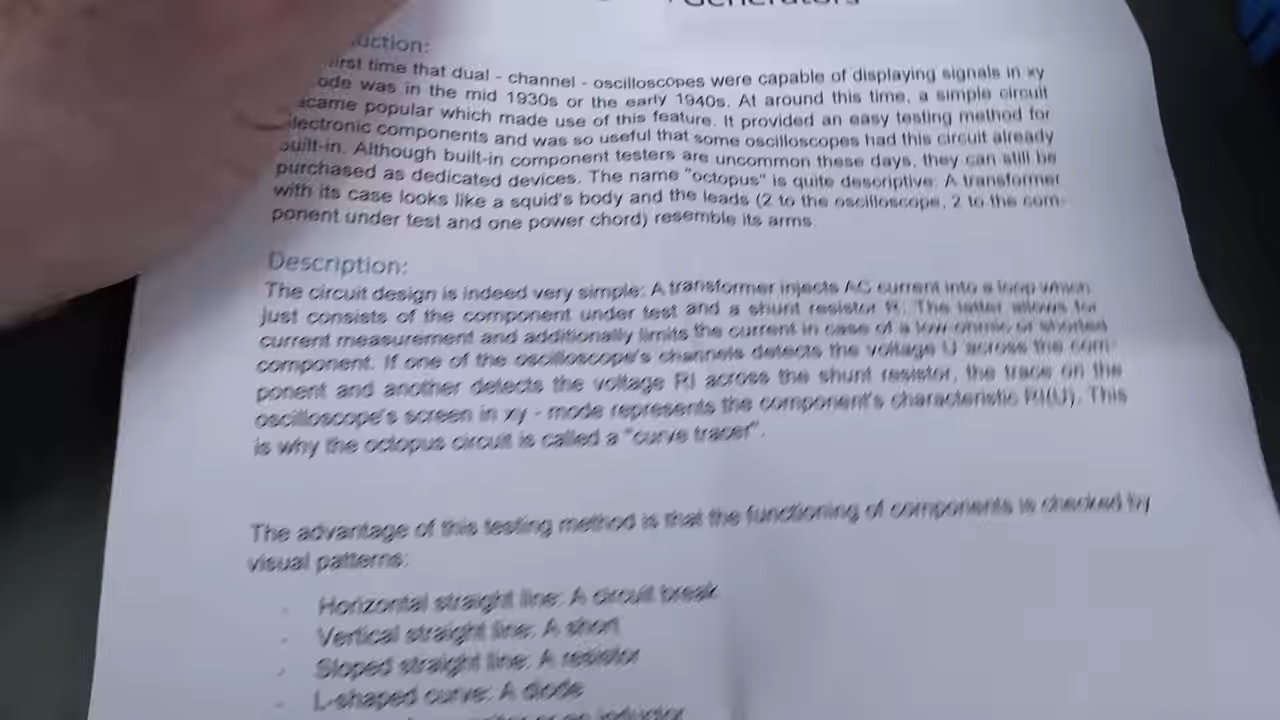 Generators
uction:
irst time that dual - channel - oscilloscopes were capable of displaying signals in xy
ode was in the mid 1930s or the early 1940s. At around this time, a simple circuit
came popular which made use of this feature. It provided an easy testing method for
lectronic components and was so useful that some oscilloscopes had this circuit already
built-in. Although built-in component testers are uncommon these days, they can still be
purchased as dedicated devices. The name "octopus" is quite descriptive: A transformer
with its case looks like a squid's body and the leads (2 to the oscilloscope, 2 to the com-
ponent under test and one power chord) resemble its arms.
Description:
The circuit design is indeed very simple: A transformer injects AC current into a loop which
just consists of the component under test and a shunt resistor R. The latter allows for
current measurement and additionally limits the current in case of a low ohmic or shorted
component. If one of the oscilloscope's channels detects the voltage U across the com-
ponent and another detects the voltage RI across the shunt resistor, the trace on the
oscilloscope's screen in xy - mode represents the component's characteristic RI(U). This
is why the octopus circuit is called a "curve tracer".
The advantage of this testing method is that the functioning of components is checked by
visual patterns:
- Horizontal straight line: A circuit break
- Vertical straight line: A short
- Sloped straight line: A resistor
- L-shaped curve: A diode
or an inductor